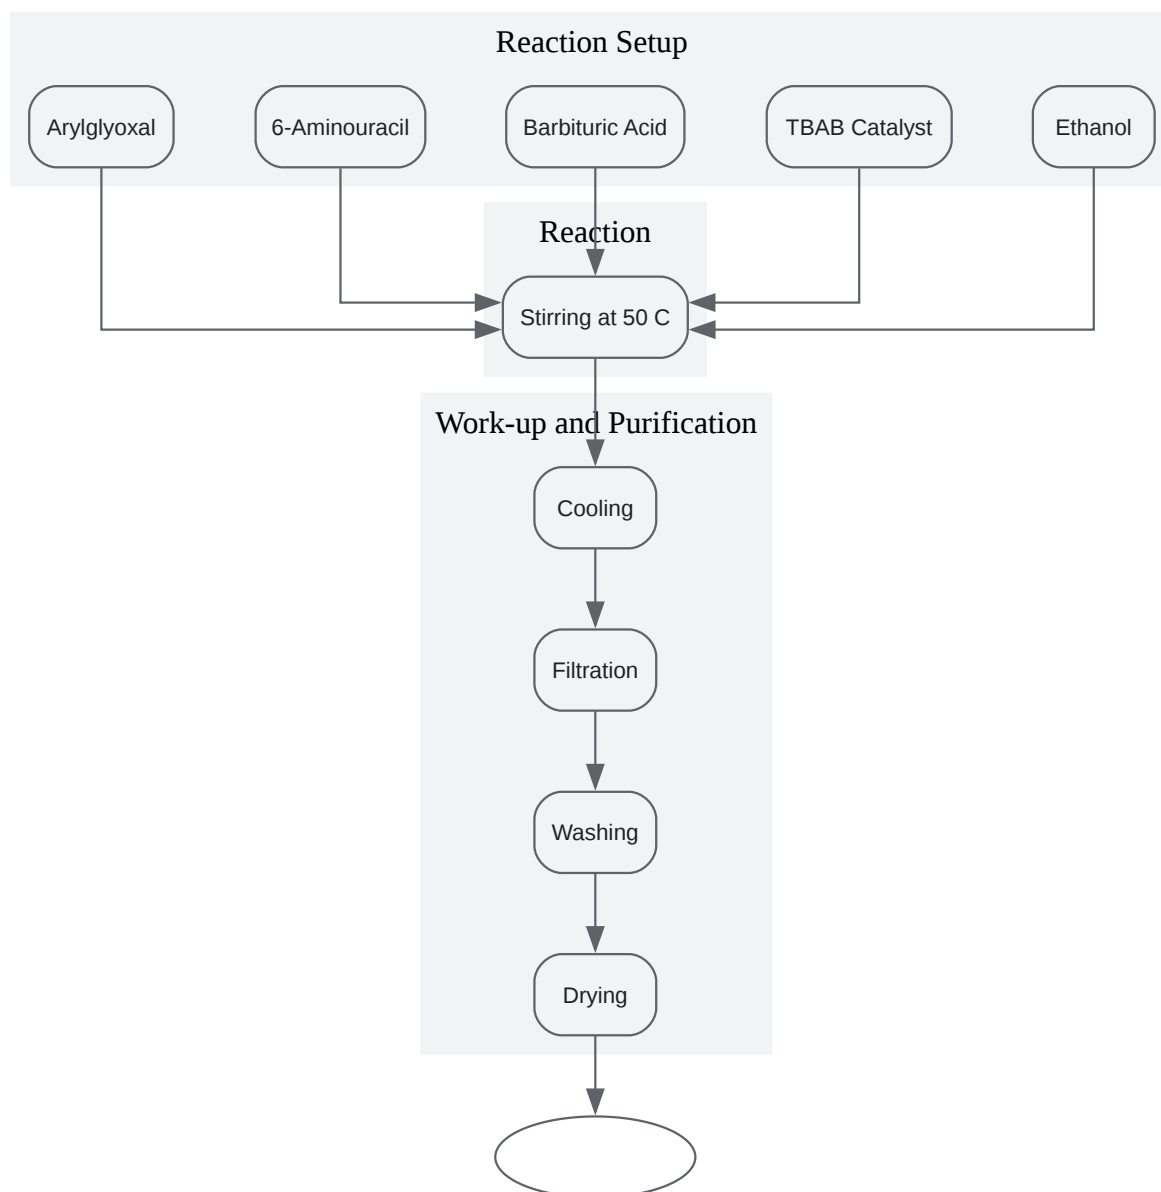 Reaction Setup
Arylglyoxal
6-Aminouracil
Barbituric Acid
TBAB Catalyst
Ethanol
Reaction
Stirring at 50 C
Work-up and Purification
Cooling
Filtration
Washing
Drying